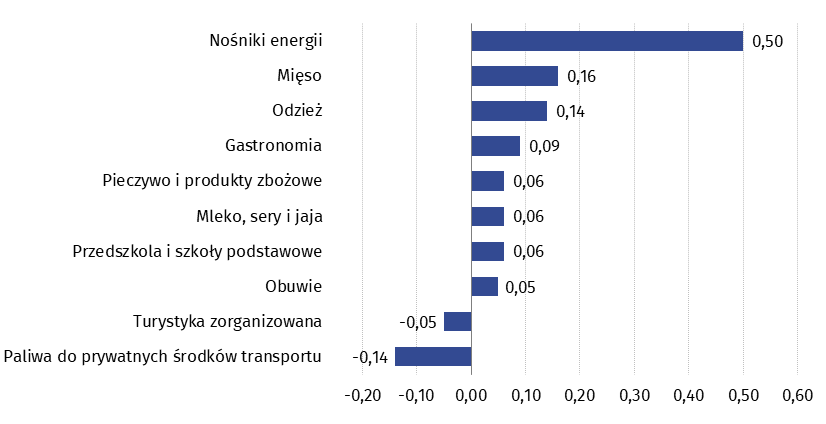 Nośniki energii 0,50
Mięso 0,16
Odzież 0,14
Gastronomia 0,09
Pieczywo i produkty zbożowe 0,06
Mleko, sery i jaja 0,06
Przedszkola i szkoły podstawowe 0,06
Obuwie 0,05
Turystyka zorganizowana -0,05
Paliwa do prywatnych środków transportu -0,14
-0,20 -0,10 0,00 0,10 0,20 0,30 0,40 0,50 0,60